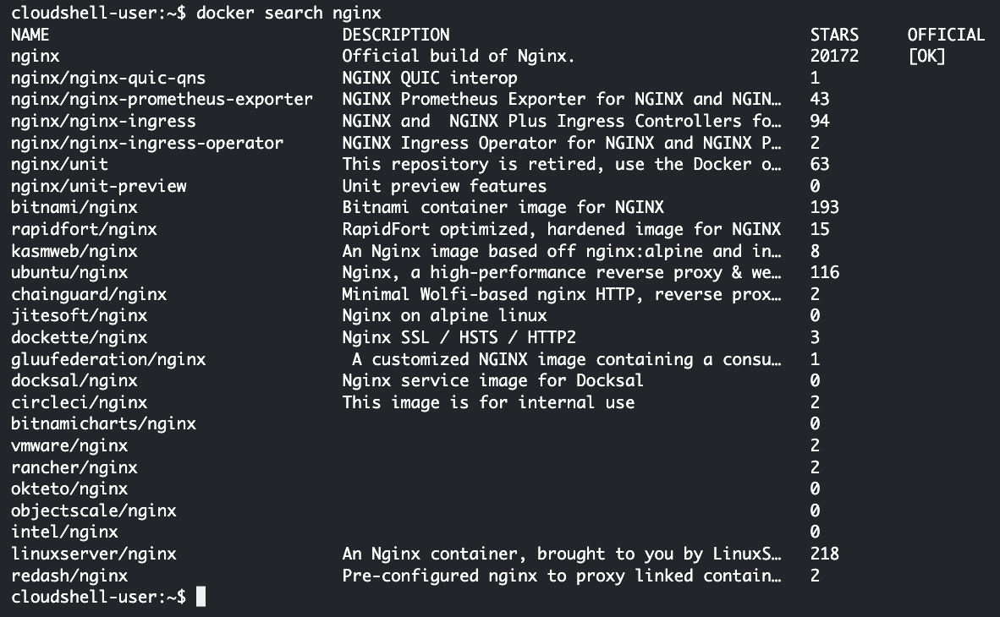 cloudshell-user:~$ docker search nginx
NAME DESCRIPTION STARS OFFICIAL
nginx Official build of Nginx. 20172 [OK]
nginx/nginx-quic-qns NGINX QUIC interop 1
nginx/nginx-prometheus-exporter NGINX Prometheus Exporter for NGINX and NGIN… 43
nginx/nginx-ingress NGINX and  NGINX Plus Ingress Controllers fo… 94
nginx/nginx-ingress-operator NGINX Ingress Operator for NGINX and NGINX P… 2
nginx/unit This repository is retired, use the Docker o… 63
nginx/unit-preview Unit preview features 0
bitnami/nginx Bitnami container image for NGINX 193
rapidfort/nginx RapidFort optimized, hardened image for NGINX 15
kasmweb/nginx An Nginx image based off nginx:alpine and in… 8
ubuntu/nginx Nginx, a high-performance reverse proxy & we… 116
chainguard/nginx Minimal Wolfi-based nginx HTTP, reverse prox… 2
jitesoft/nginx Nginx on alpine linux 0
dockette/nginx Nginx SSL / HSTS / HTTP2 3
gluufederation/nginx A customized NGINX image containing a consu… 1
docksal/nginx Nginx service image for Docksal 0
circleci/nginx This image is for internal use 2
bitnamicharts/nginx 0
vmware/nginx 2
rancher/nginx 2
okteto/nginx 0
objectscale/nginx 0
intel/nginx 0
linuxserver/nginx An Nginx container, brought to you by LinuxS… 218
redash/nginx Pre-configured nginx to proxy linked contain… 2
cloudshell-user:~$